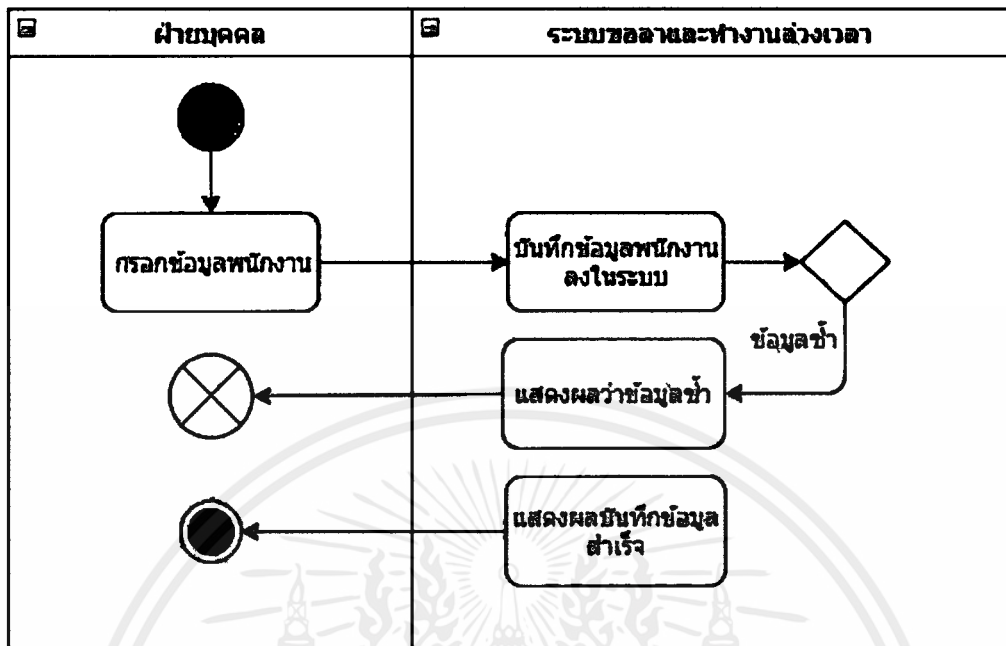 ฝ่ายบุคคล
ระบบขอลาและทำงานล่วงเวลา
กรอกข้อมูลพนักงาน
บันทึกข้อมูลพนักงาน
ลงในระบบ
ข้อมูลซ้ำ
แสดงผลว่าข้อมูลซ้ำ
แสดงผลบันทึกข้อมูล
สำเร็จ